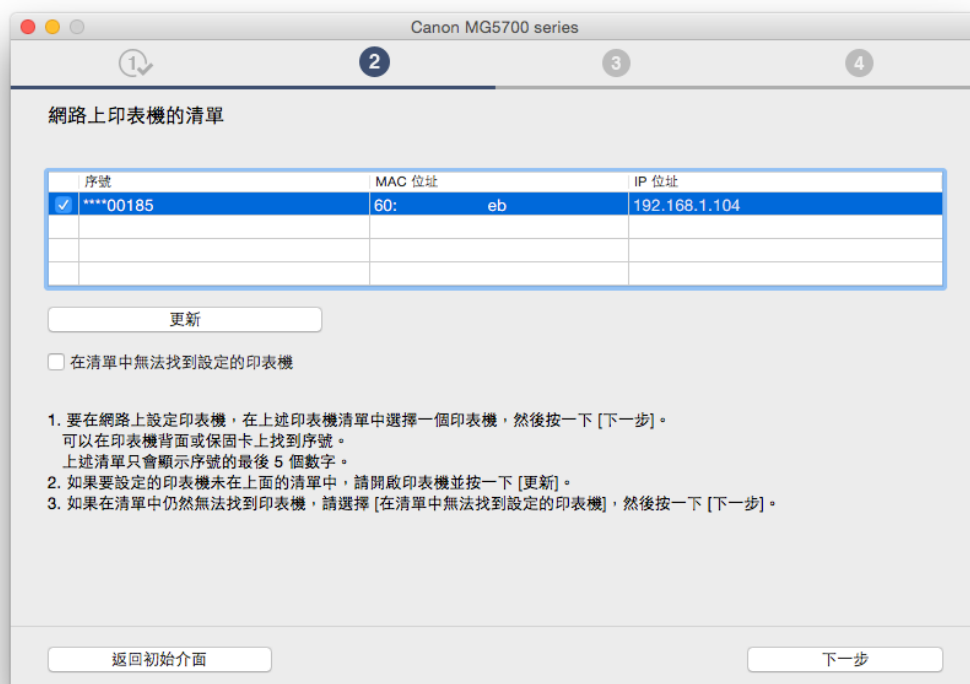 Canon MG5700 series
1 2 3 4
網路上印表機的清單
序號 MAC 位址 IP 位址
****00185 60: eb 192.168.1.104
更新
在清單中無法找到設定的印表機
1. 要在網路上設定印表機，在上述印表機清單中選擇一個印表機，然後按一下 [下一步]。
可以在印表機背面或保固卡上找到序號。
上述清單只會顯示序號的最後 5 個數字。
2. 如果要設定的印表機未在上面的清單中，請開啟印表機並按一下 [更新]。
3. 如果在清單中仍然無法找到印表機，請選擇 [在清單中無法找到設定的印表機]，然後按一下 [下一步]。
返回初始介面 下一步